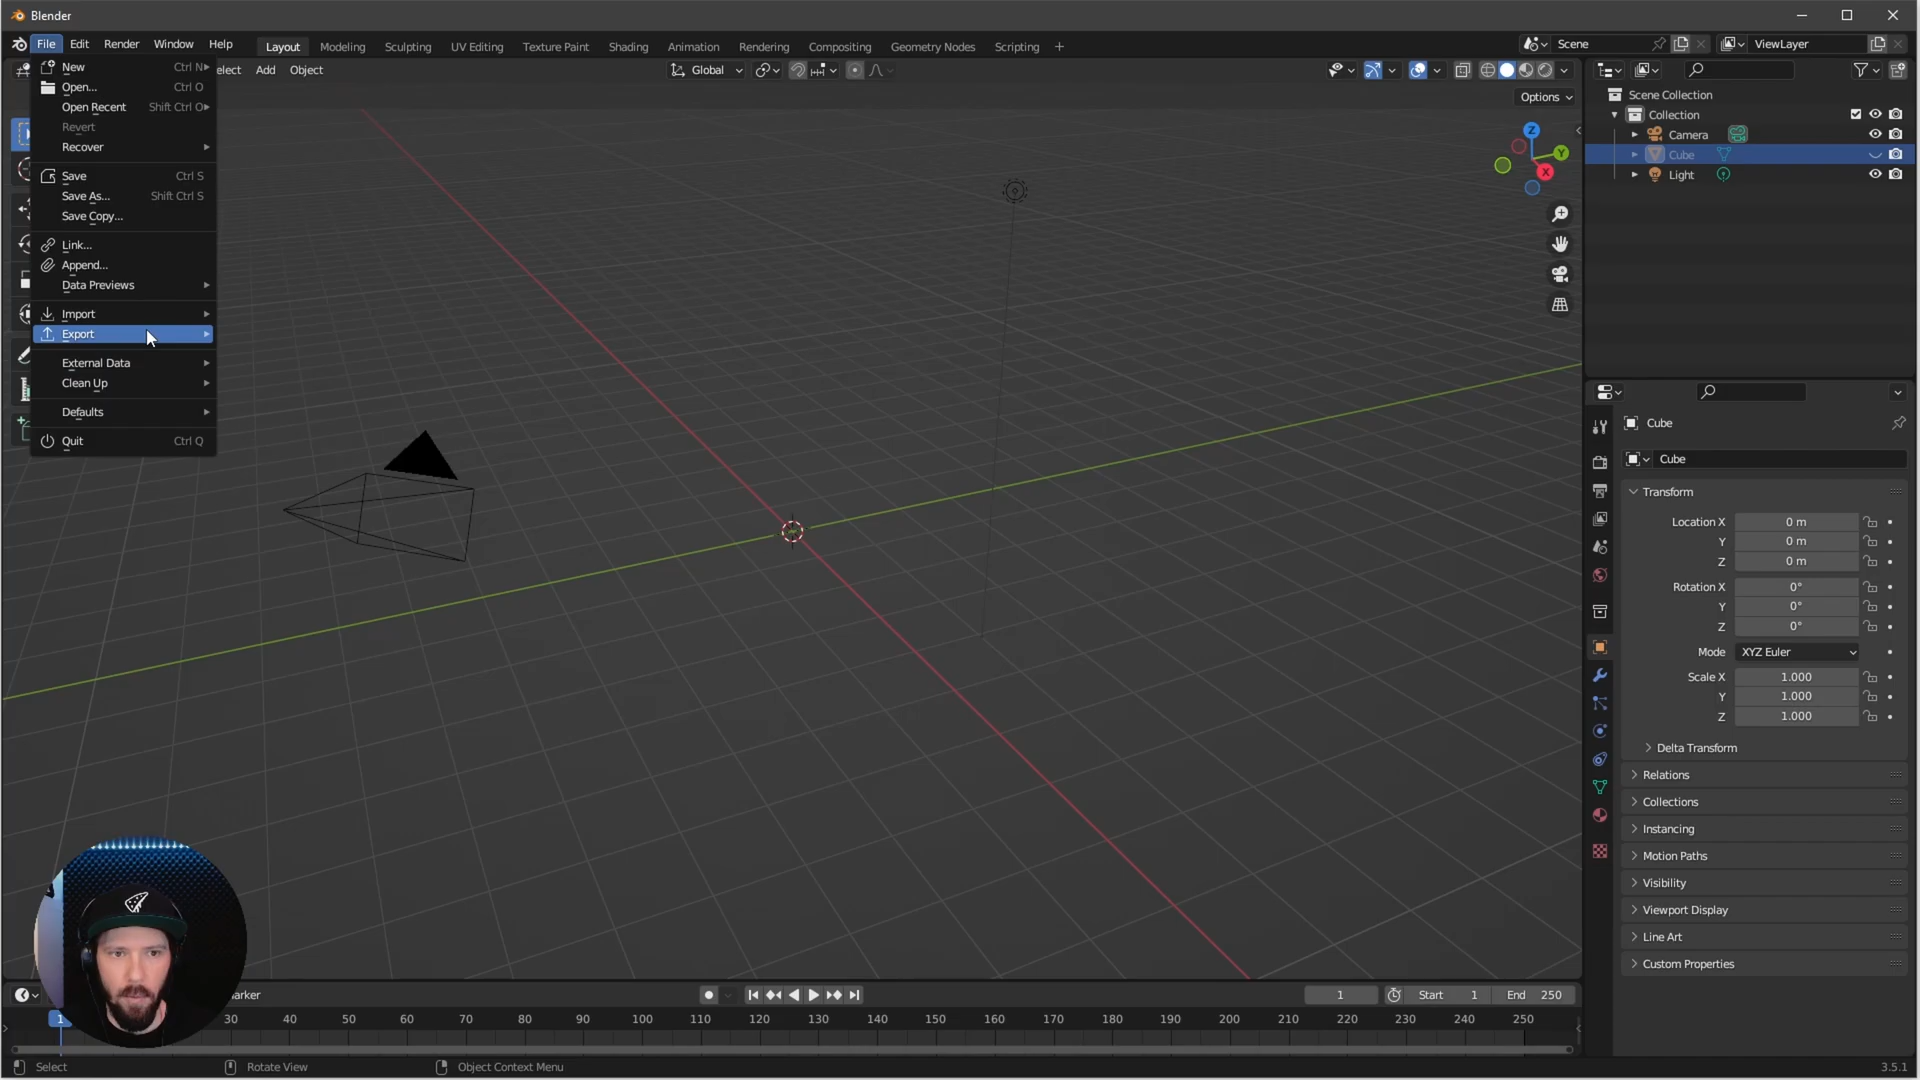 Blender
File Edit Render Window Help Layout Modeling Sculpting UV Editing Texture Paint Shading Animation Rendering Compositing Geometry Nodes Scripting + Scene ViewLayer
elect Add Object Global
Options
New Ctrl N
Open... Ctrl O
Open Recent Shift Ctrl O
Revert
Recover
Save Ctrl S
Save As... Shift Ctrl S
Save Copy...
Link...
Append...
Data Previews
Import
Export
External Data
Clean Up
Defaults
Quit Ctrl Q
Z
Y
X
Scene Collection
Collection
Camera
Cube
Light
Cube
Cube
Transform
Location X 0 m
Y 0 m
Z 0 m
Rotation X 0°
Y 0°
Z 0°
Mode XYZ Euler
Scale X 1.000
Y 1.000
Z 1.000
Delta Transform
Relations
Collections
Instancing
Motion Paths
Visibility
Viewport Display
Line Art
Custom Properties
arker 1 Start 1 End 250
1 30 40 50 60 70 80 90 100 110 120 130 140 150 160 170 180 190 200 210 220 230 240 250
Select Rotate View Object Context Menu 3.5.1